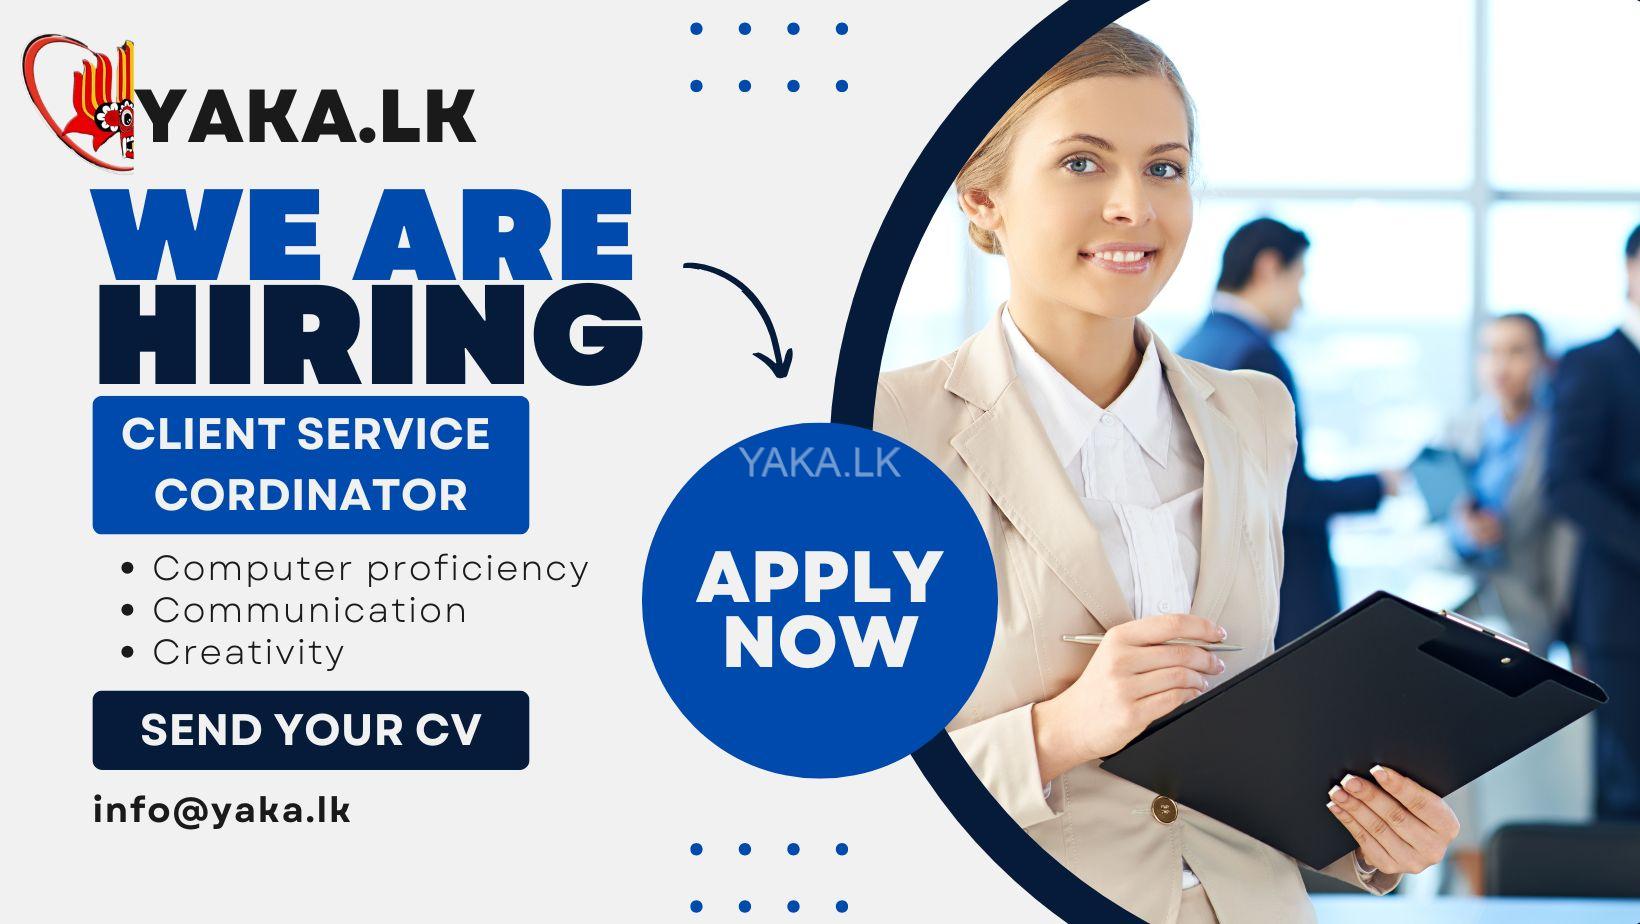 YAKA.LK
WE ARE
HIRING
CLIENT SERVICE
CORDINATOR
Computer proficiency
Communication
Creativity
SEND YOUR CV
info@yaka.lk
YAKA.LK
APPLY
NOW